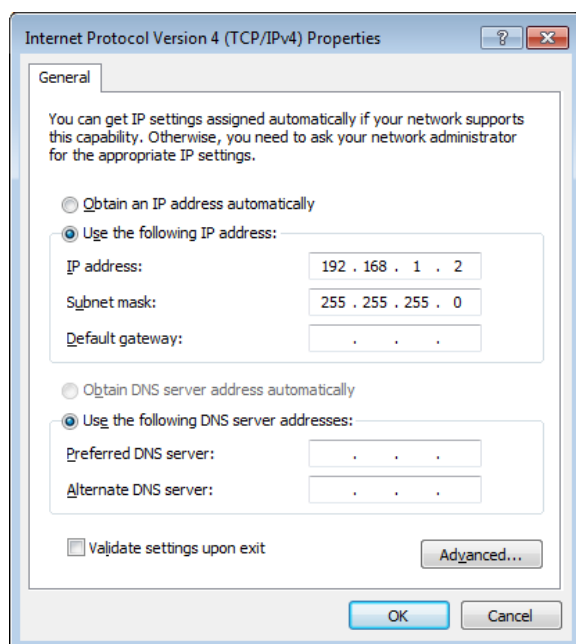 Internet Protocol Version 4 (TCP/IPv4) Properties
General
You can get IP settings assigned automatically if your network supports
this capability. Otherwise, you need to ask your network administrator
for the appropriate IP settings.
Obtain an IP address automatically
Use the following IP address:
IP address: 192 . 168 . 1 . 2
Subnet mask: 255 . 255 . 255 . 0
Default gateway: . . .
Obtain DNS server address automatically
Use the following DNS server addresses:
Preferred DNS server: . . .
Alternate DNS server: . . .
Validate settings upon exit
Advanced...
OK Cancel